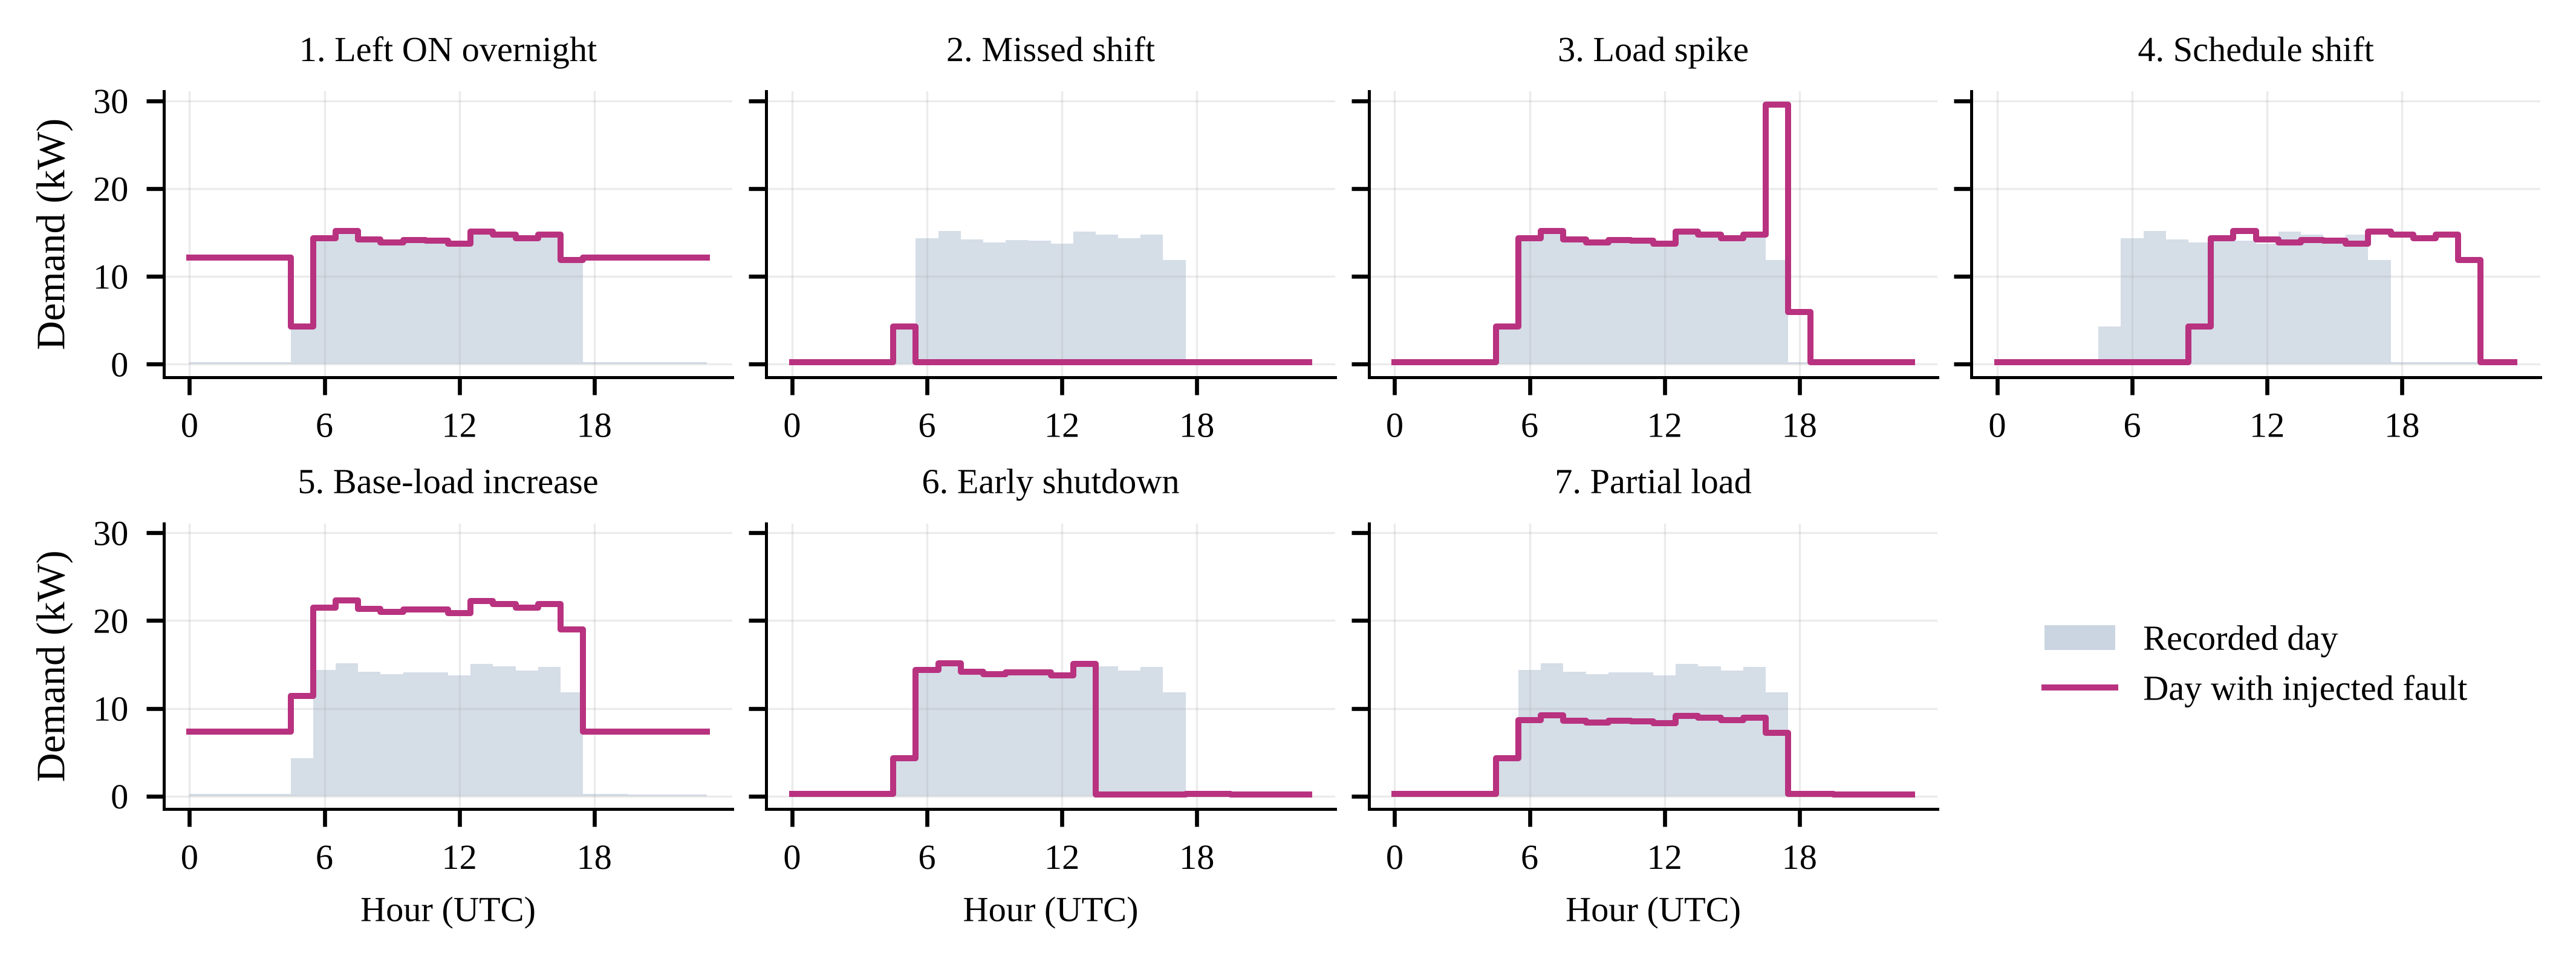 1. Left ON overnight
2. Missed shift
3. Load spike
4. Schedule shift
Demand (kW)
30
20
10
0
0 6 12 18
0 6 12 18
0 6 12 18
0 6 12 18
5. Base-load increase
6. Early shutdown
7. Partial load
Demand (kW)
30
20
10
0
0 6 12 18
0 6 12 18
0 6 12 18
Hour (UTC)
Hour (UTC)
Hour (UTC)
Recorded day
Day with injected fault